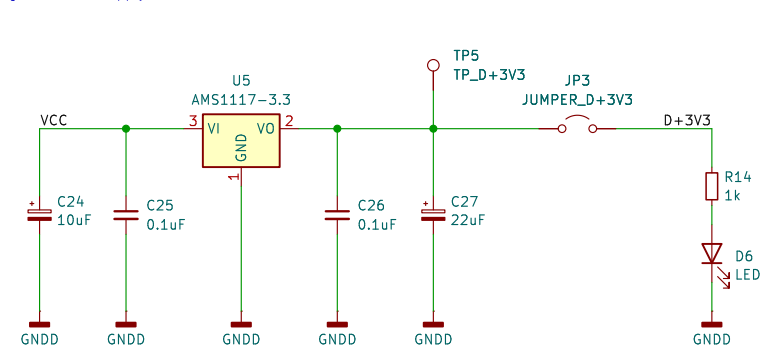 TP5
TP_D+3V3
U5
AMS1117-3.3
JP3
JUMPER_D+3V3
VCC
3
VI
VO
2
D+3V3
GND
1
R14
1k
+
C24
10uF
C25
0.1uF
C26
0.1uF
+
C27
22uF
D6
LED
GNDD
GNDD
GNDD
GNDD
GNDD
GNDD